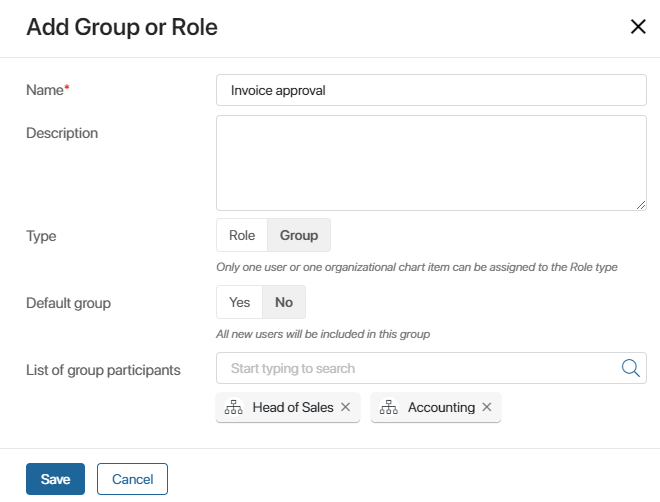 Add Group or Role
Name*
Invoice approval
Description
Type
Role
Group
Only one user or one organizational chart item can be assigned to the Role type
Default group
Yes
No
All new users will be included in this group
List of group participants
Start typing to search
Head of Sales
Accounting
Save
Cancel